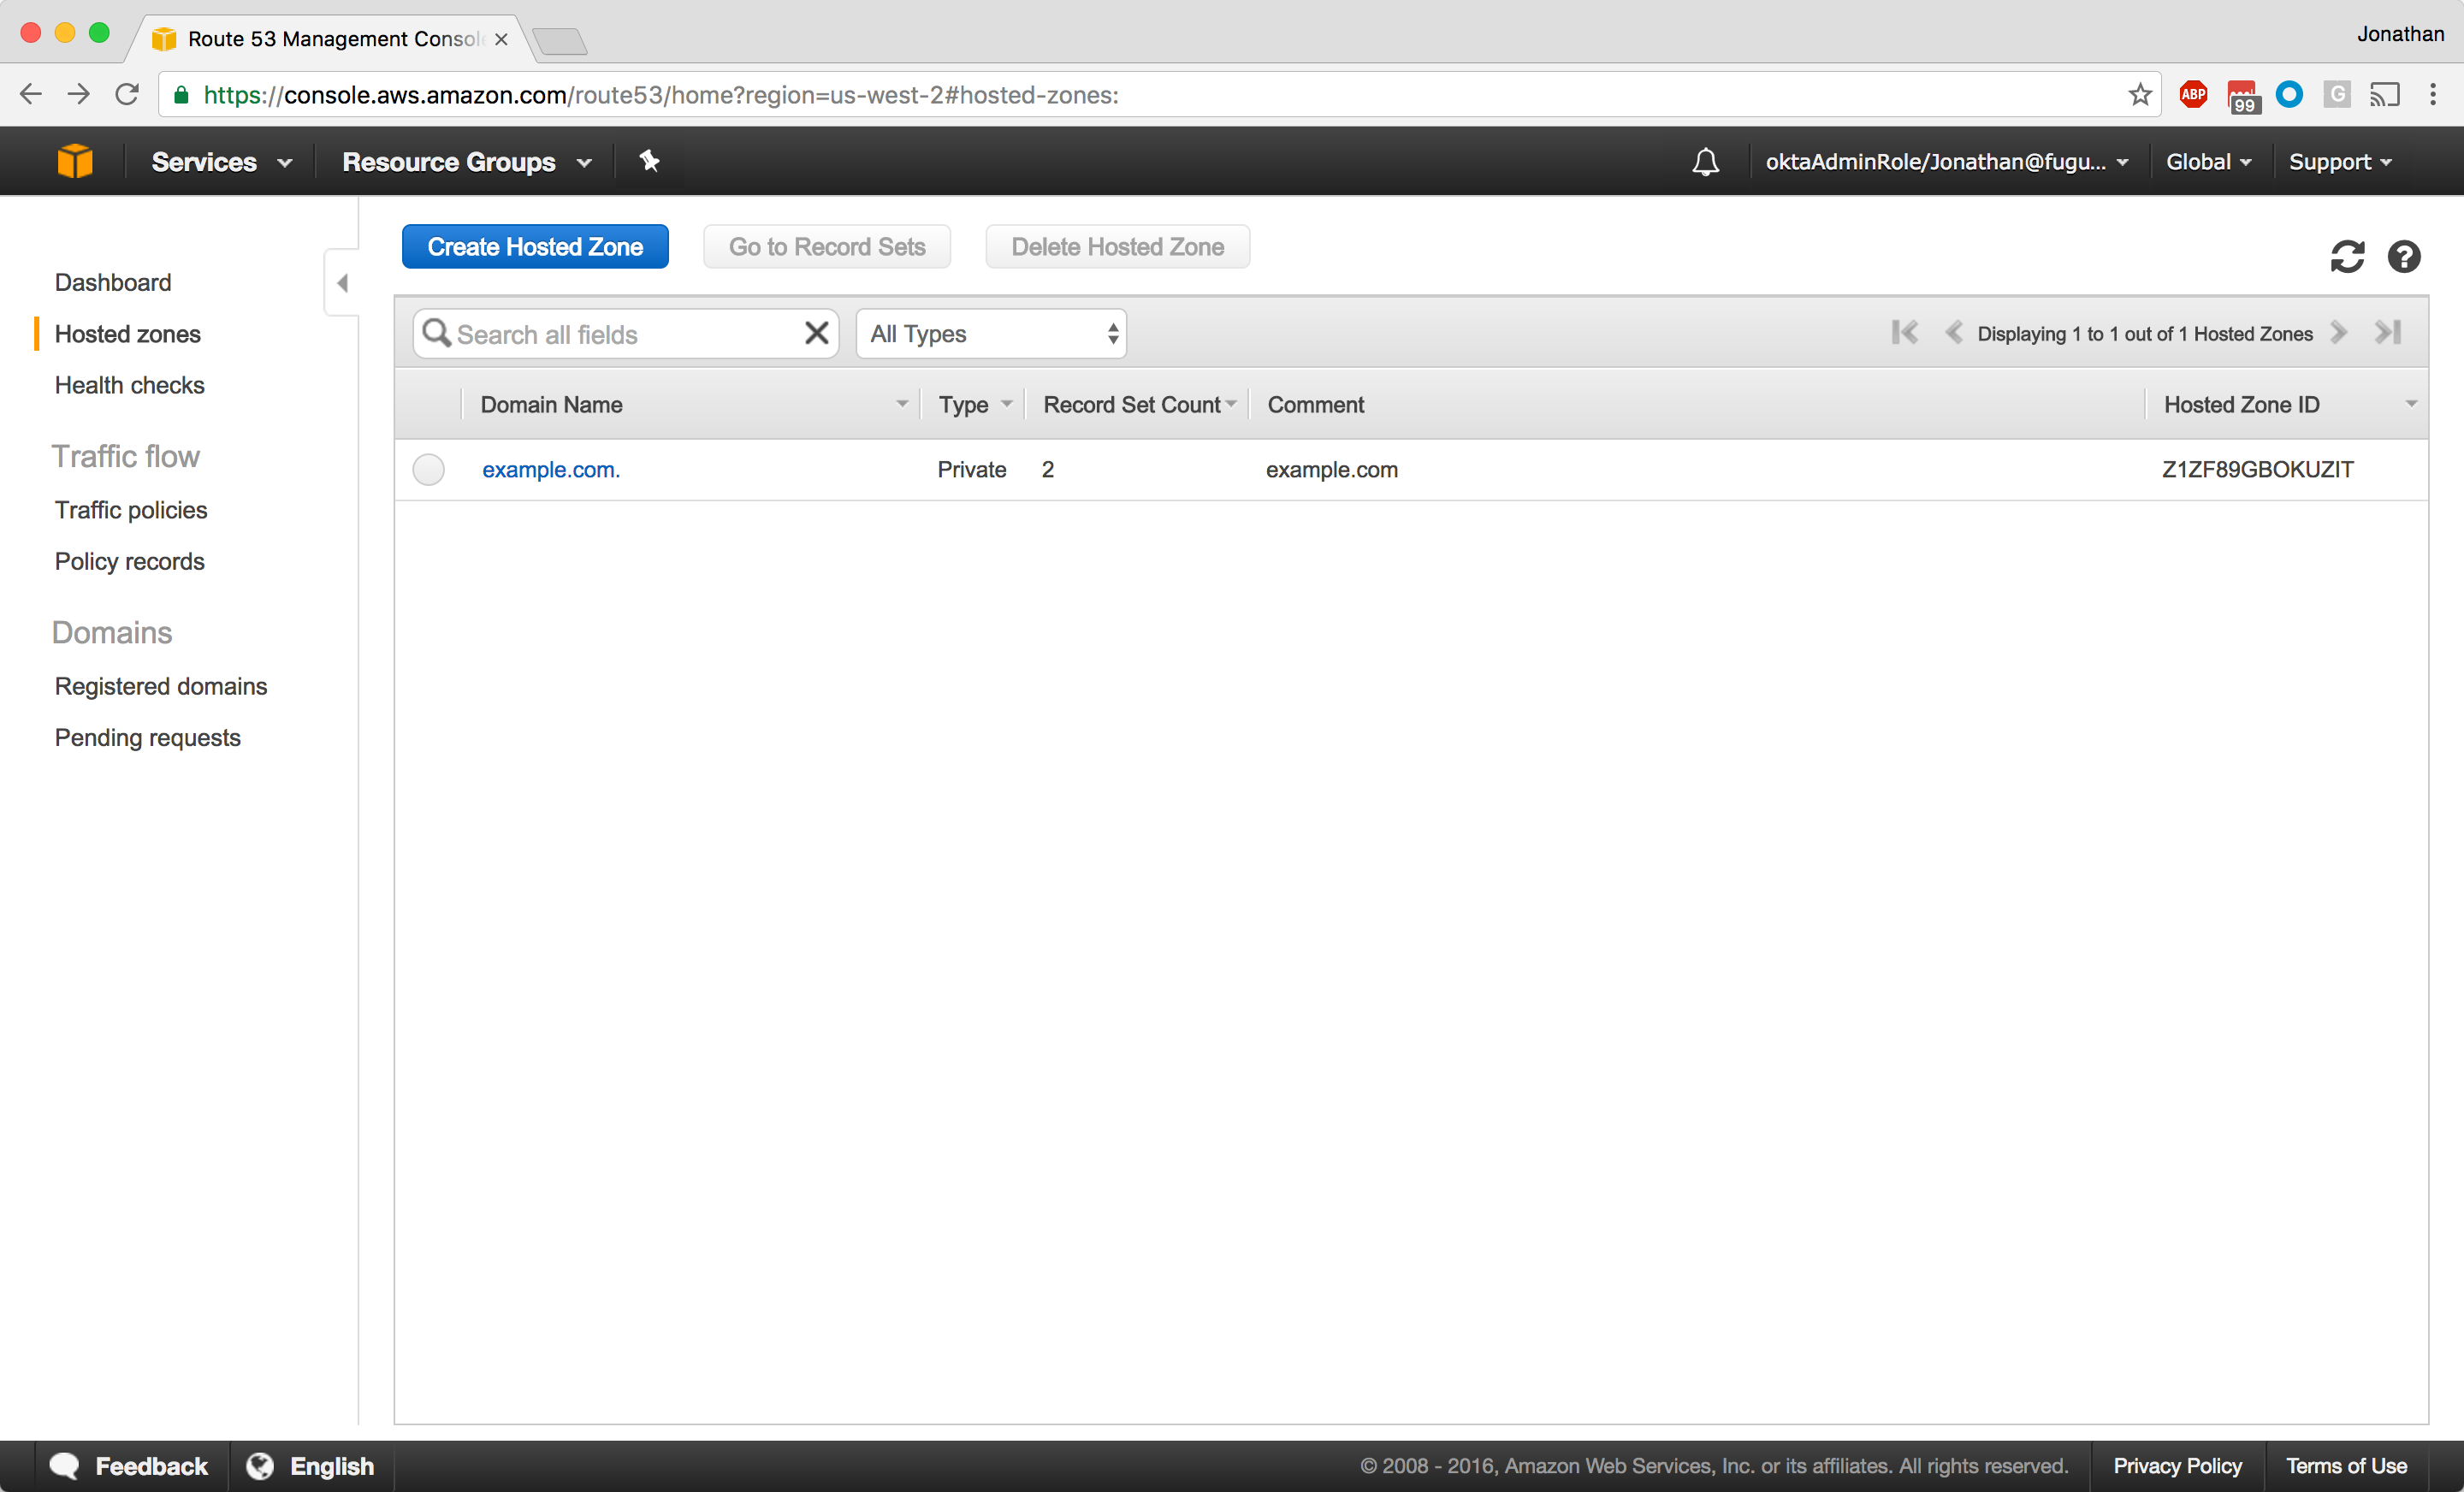 Route 53 Management Consol
Jonathan
https://console.aws.amazon.com/route53/home?region=us-west-2#hosted-zones:
ABP
99
G
Services
Resource Groups
oktaAdminRole/Jonathan@fugu...
Global
Support
Create Hosted Zone
Go to Record Sets
Delete Hosted Zone
Dashboard
Hosted zones
Health checks
Traffic flow
Traffic policies
Policy records
Domains
Registered domains
Pending requests
Search all fields
All Types
Displaying 1 to 1 out of 1 Hosted Zones
Domain Name Type Record Set Count Comment Hosted Zone ID
example.com. Private 2 example.com Z1ZF89GBOKUZIT
Feedback
English
© 2008 - 2016, Amazon Web Services, Inc. or its affiliates. All rights reserved.
Privacy Policy
Terms of Use